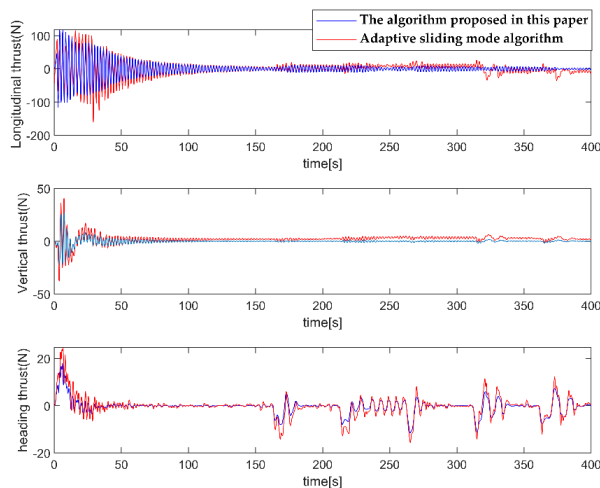 The algorithm proposed in this paper
Adaptive sliding mode algorithm
Longitudinal thrust(N)
100
0
-100
-200
0 50 100 150 200 250 300 350 400
time[s]
Vertical thrust(N)
50
0
-50
0 50 100 150 200 250 300 350 400
time[s]
heading thrust(N)
20
0
-20
0 50 100 150 200 250 300 350 400
time[s]